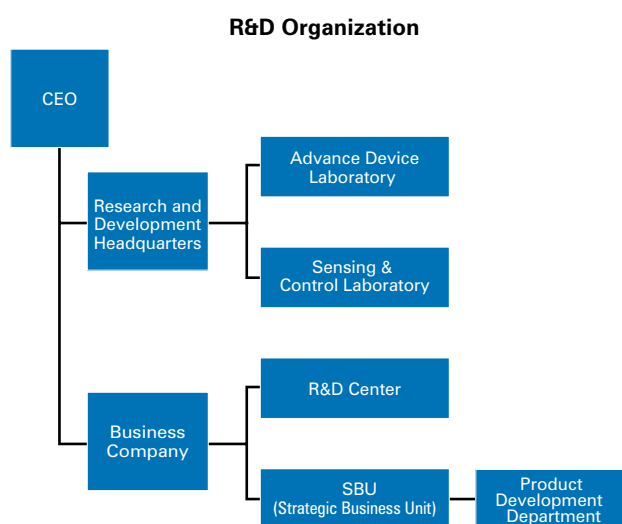 R&D Organization
CEO
Research and
Development
Headquarters
Advance Device
Laboratory
Sensing &
Control Laboratory
Business
Company
R&D Center
SBU
(Strategic Business Unit)
Product
Development
Department